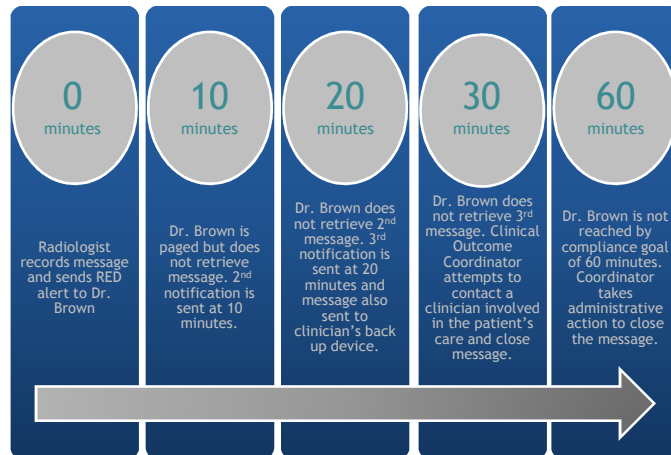 0
minutes
Radiologist
records message
and sends RED
alert to Dr.
Brown
10
minutes
Dr. Brown is
paged but does
not retrieve
message. 2nd
notification is
sent at 10
minutes.
20
minutes
Dr. Brown does
not retrieve 2nd
message. 3rd
notification is
sent at 20
minutes and
message also
sent to
clinician’s back
up device.
30
minutes
Dr. Brown does
not retrieve 3rd
message. Clinical
Outcome
Coordinator
attempts to
contact a
clinician involved
in the patient’s
care and close
message.
60
minutes
Dr. Brown is not
reached by
compliance goal
of 60 minutes.
Coordinator
takes
administrative
action to close
the message.